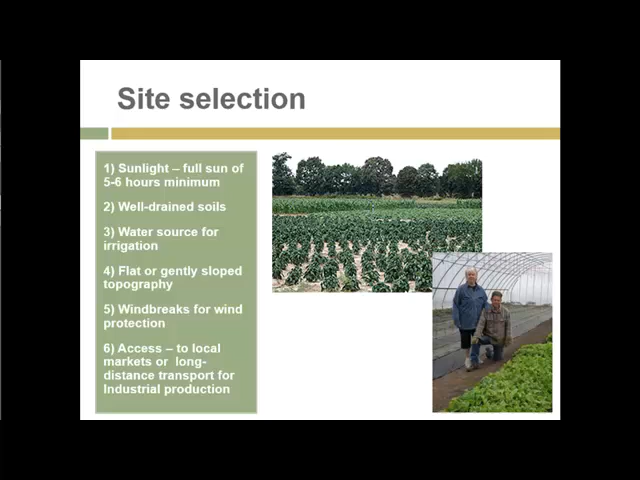 Site selection
1) Sunlight – full sun of
5-6 hours minimum
2) Well-drained soils
3) Water source for
irrigation
4) Flat or gently sloped
topography
5) Windbreaks for wind
protection
6) Access – to local
markets or long-
distance transport for
Industrial production